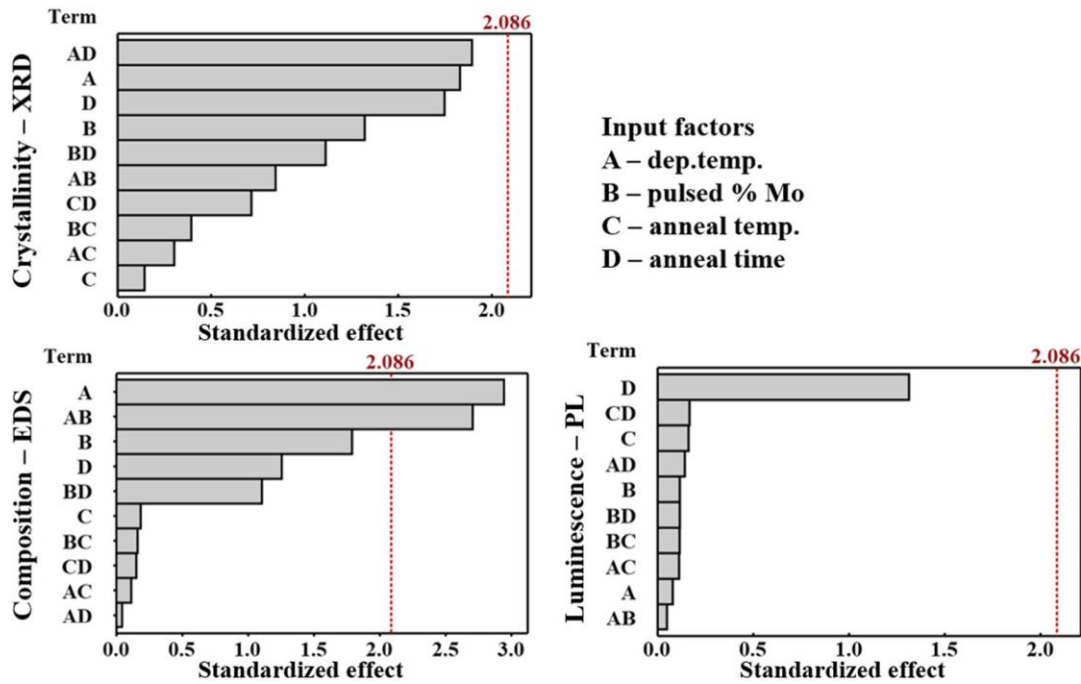 Term
2.086
Crystallinity – XRD
AD
A
D
B
BD
AB
CD
BC
AC
C
0.0 0.5 1.0 1.5 2.0
Standardized effect
Input factors
A – dep.temp.
B – pulsed % Mo
C – anneal temp.
D – anneal time
Term
2.086
Composition – EDS
A
AB
B
D
BD
C
BC
CD
AC
AD
0.0 0.5 1.0 1.5 2.0 2.5 3.0
Standardized effect
Term
2.086
Luminescence – PL
D
CD
C
AD
B
BD
BC
AC
A
AB
0.0 1.0 1.0 2.0
Standardized effect